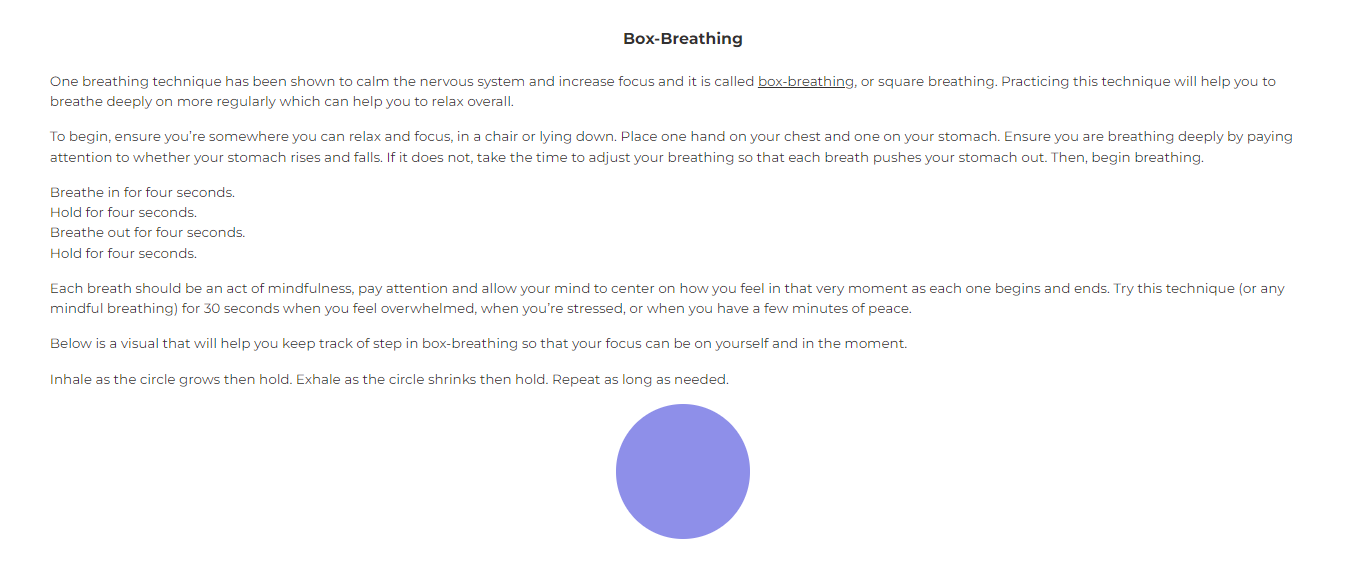 Box-Breathing
One breathing technique has been shown to calm the nervous system and increase focus and it is called box-breathing, or square breathing. Practicing this technique will help you to
breathe deeply on more regularly which can help you to relax overall.
To begin, ensure you’re somewhere you can relax and focus, in a chair or lying down. Place one hand on your chest and one on your stomach. Ensure you are breathing deeply by paying
attention to whether your stomach rises and falls. If it does not, take the time to adjust your breathing so that each breath pushes your stomach out. Then, begin breathing.
Breathe in for four seconds.
Hold for four seconds.
Breathe out for four seconds.
Hold for four seconds.
Each breath should be an act of mindfulness, pay attention and allow your mind to center on how you feel in that very moment as each one begins and ends. Try this technique (or any
mindful breathing) for 30 seconds when you feel overwhelmed, when you’re stressed, or when you have a few minutes of peace.
Below is a visual that will help you keep track of step in box-breathing so that your focus can be on yourself and in the moment.
Inhale as the circle grows then hold. Exhale as the circle shrinks then hold. Repeat as long as needed.